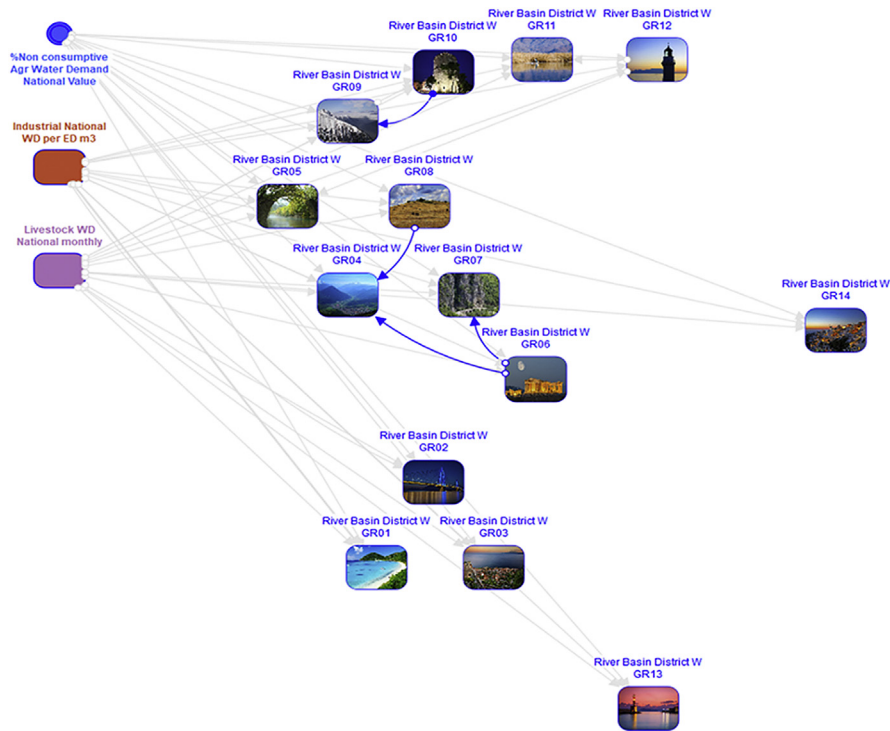 %Non consumptive
Agr Water Demand
National Value
Industrial National
WD per ED m3
Livestock WD
National monthly
River Basin District W
GR10
River Basin District W
GR11
River Basin District W
GR12
River Basin District W
GR09
River Basin District W
GR05
River Basin District W
GR08
River Basin District W
GR04
River Basin District W
GR07
River Basin District W
GR14
River Basin District W
GR06
River Basin District W
GR02
River Basin District W
GR01
River Basin District W
GR03
River Basin District W
GR13